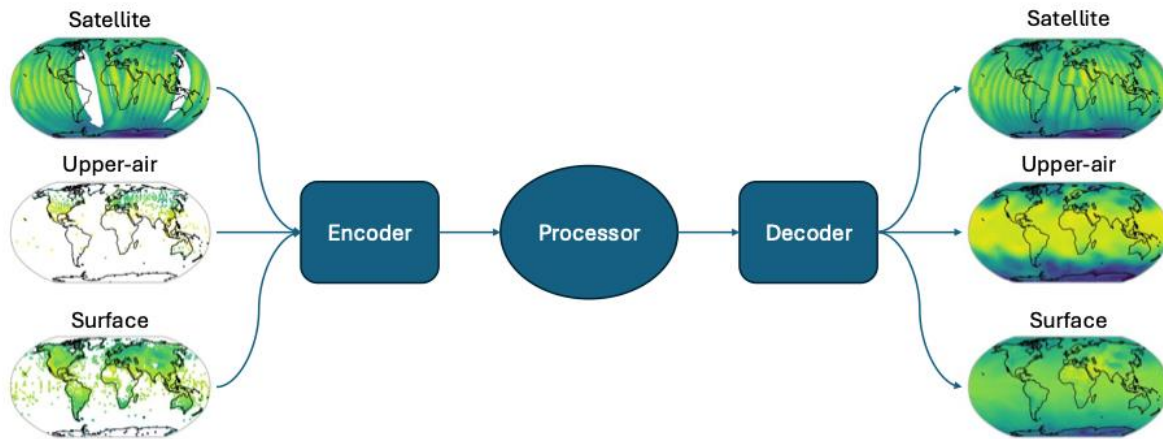 Satellite
Upper-air
Surface
Encoder
Processor
Decoder
Satellite
Upper-air
Surface